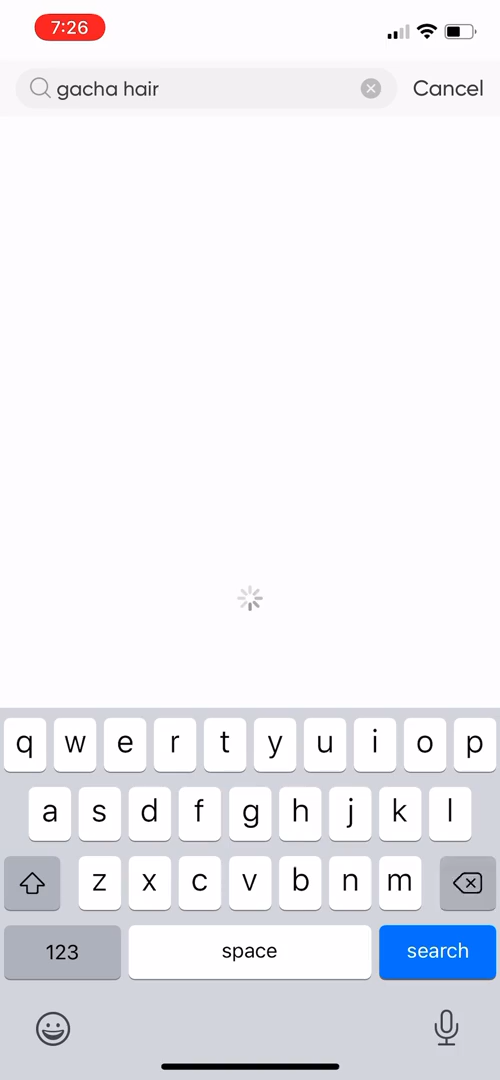 7:26
gacha hair
Cancel
q w e r t y u i o p
a s d f g h j k l
z x c v b n m
123 space search